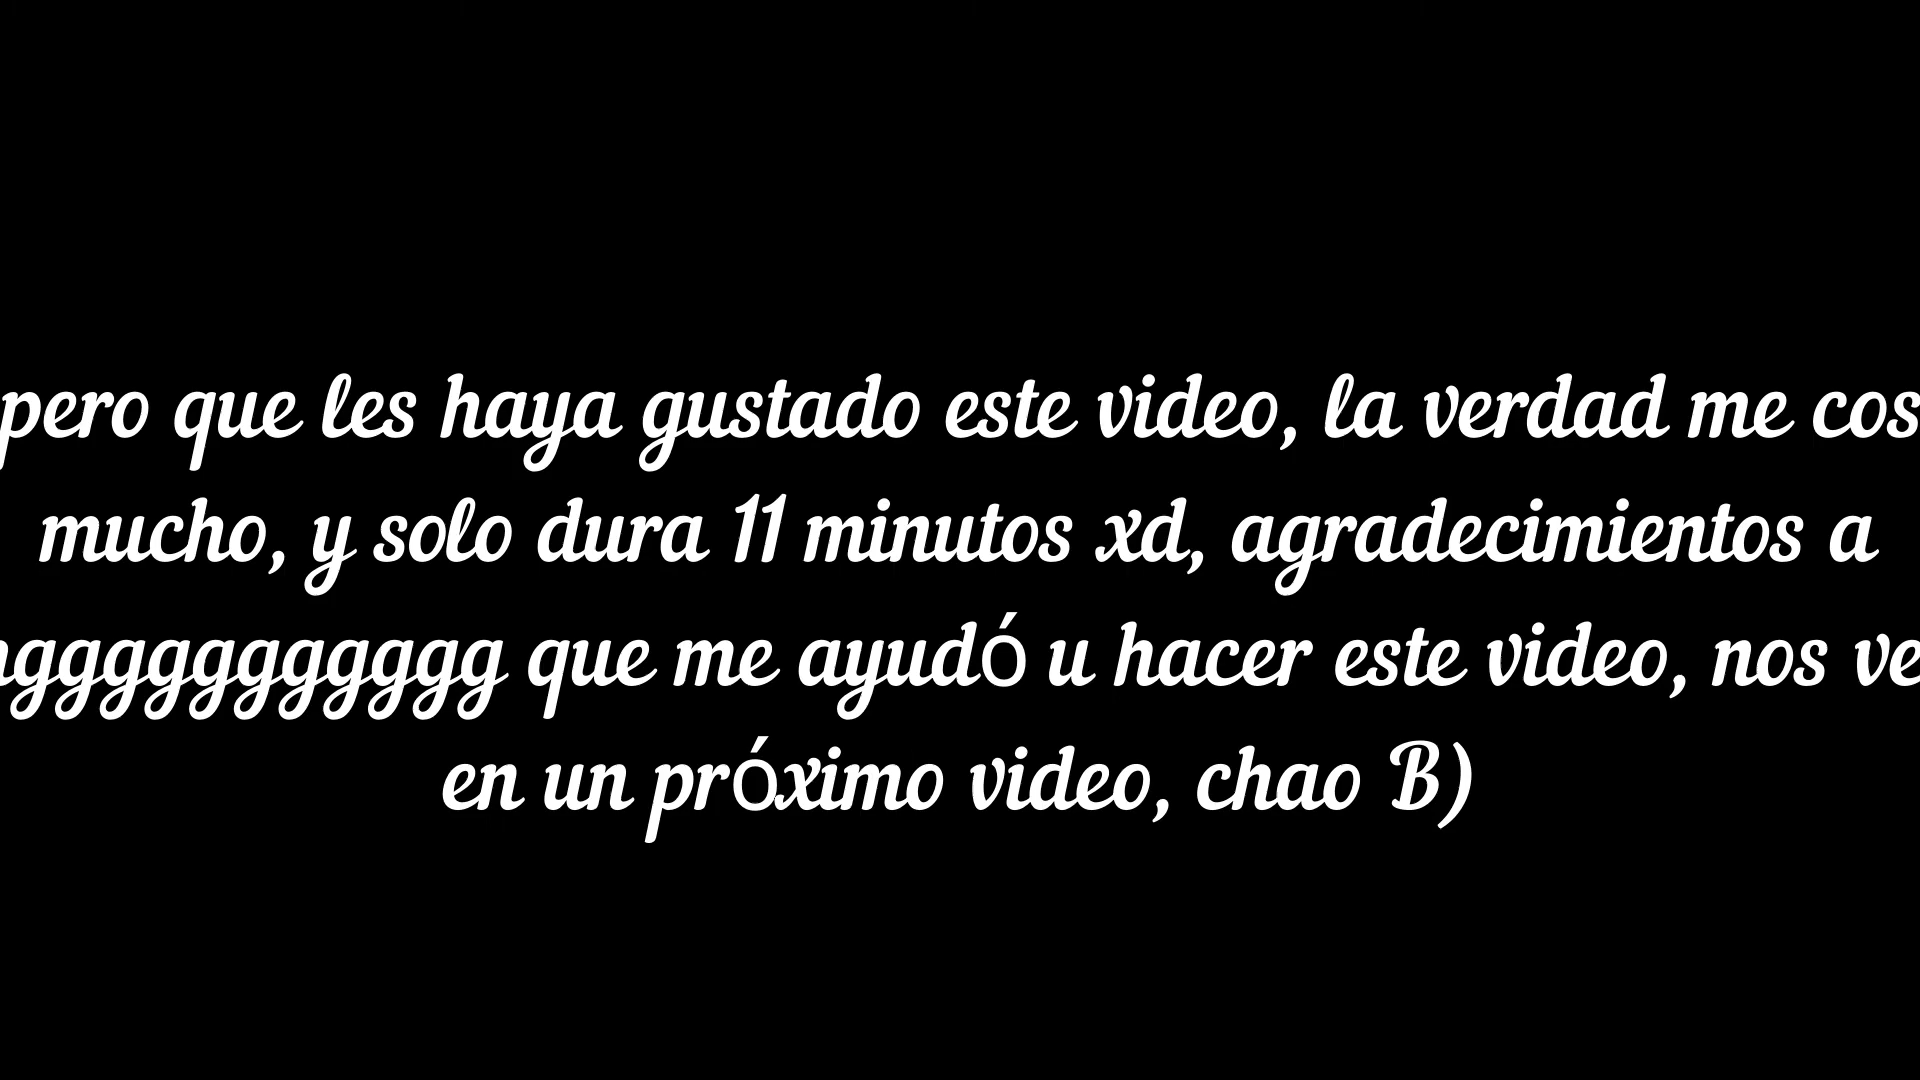 pero que les haya gustado este video, la verdad me cos
mucho, y solo dura 11 minutos xd, agradecimientos a
ggggggggggg que me ayudó u hacer este video, nos ve
en un próximo video, chao B)